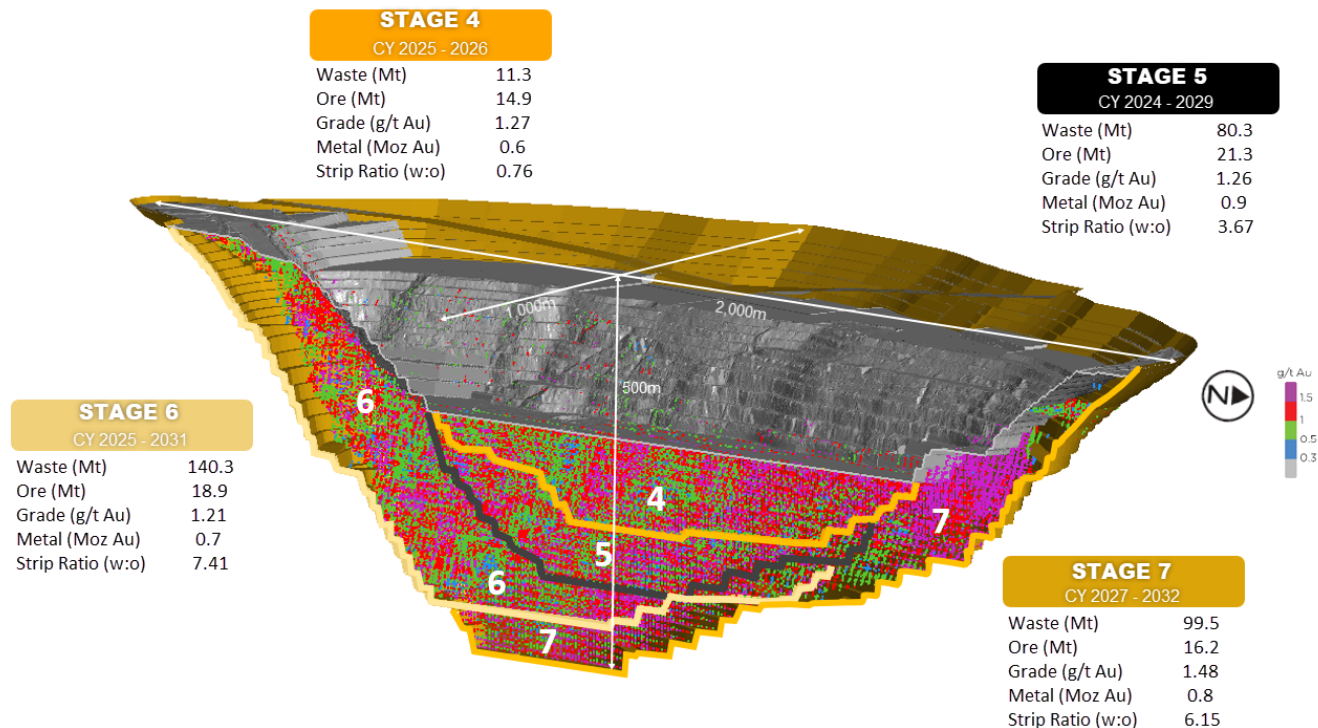 STAGE 4
CY 2025 - 2026
Waste (Mt) 11.3
Ore (Mt) 14.9
Grade (g/t Au) 1.27
Metal (Moz Au) 0.6
Strip Ratio (w:o) 0.76
STAGE 5
CY 2024 - 2029
Waste (Mt) 80.3
Ore (Mt) 21.3
Grade (g/t Au) 1.26
Metal (Moz Au) 0.9
Strip Ratio (w:o) 3.67
1,000m
2,000m
500m
N
g/t Au
1.5
1
0.5
0.3
6
4
7
5
6
7
STAGE 6
CY 2025 - 2031
Waste (Mt) 140.3
Ore (Mt) 18.9
Grade (g/t Au) 1.21
Metal (Moz Au) 0.7
Strip Ratio (w:o) 7.41
STAGE 7
CY 2027 - 2032
Waste (Mt) 99.5
Ore (Mt) 16.2
Grade (g/t Au) 1.48
Metal (Moz Au) 0.8
Strip Ratio (w:o) 6.15